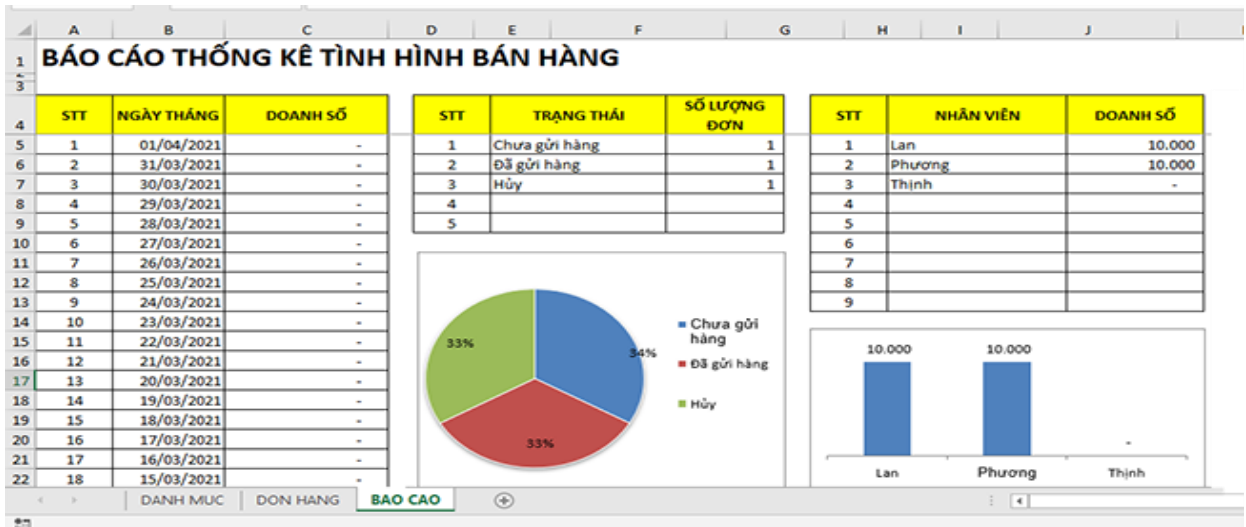 A B C D E F G H I J
1 BÁO CÁO THỐNG KÊ TÌNH HÌNH BÁN HÀNG
2
3
4 STT NGÀY THÁNG DOANH SỐ STT TRẠNG THÁI SỐ LƯỢNG ĐƠN STT NHÂN VIÊN DOANH SỐ
5 1 01/04/2021 - 1 Chưa gửi hàng 1 1 Lan 10.000
6 2 31/03/2021 - 2 Đã gửi hàng 1 2 Phương 10.000
7 3 30/03/2021 - 3 Hủy 1 3 Thịnh -
8 4 29/03/2021 - 4 4
9 5 28/03/2021 - 5 5
10 6 27/03/2021 - 6
11 7 26/03/2021 - 7
12 8 25/03/2021 - 8
13 9 24/03/2021 - 9
14 10 23/03/2021 -
15 11 22/03/2021 -
16 12 21/03/2021 -
17 13 20/03/2021 -
18 14 19/03/2021 -
19 15 18/03/2021 -
20 16 17/03/2021 -
21 17 16/03/2021 -
22 18 15/03/2021 -
33% 34% 33%
Chưa gửi hàng
Đã gửi hàng
Hủy
10.000 10.000 -
Lan Phương Thịnh
DANH MUC DON HANG BAO CAO